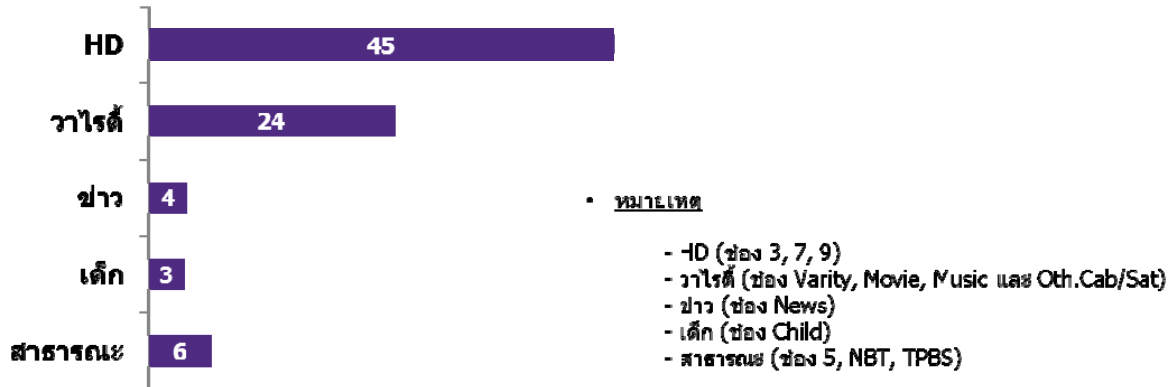 HD 45
วาไรตี้ 24
ข่าว 4
เด็ก 3
สาธารณะ 6
• หมายเหตุ
- HD (ช่อง 3, 7, 9)
- วาไรตี้ (ช่อง Varity, Movie, Music และ Oth.Cab/Sat)
- ข่าว (ช่อง News)
- เด็ก (ช่อง Child)
- สาธารณะ (ช่อง 5, NBT, TPBS)